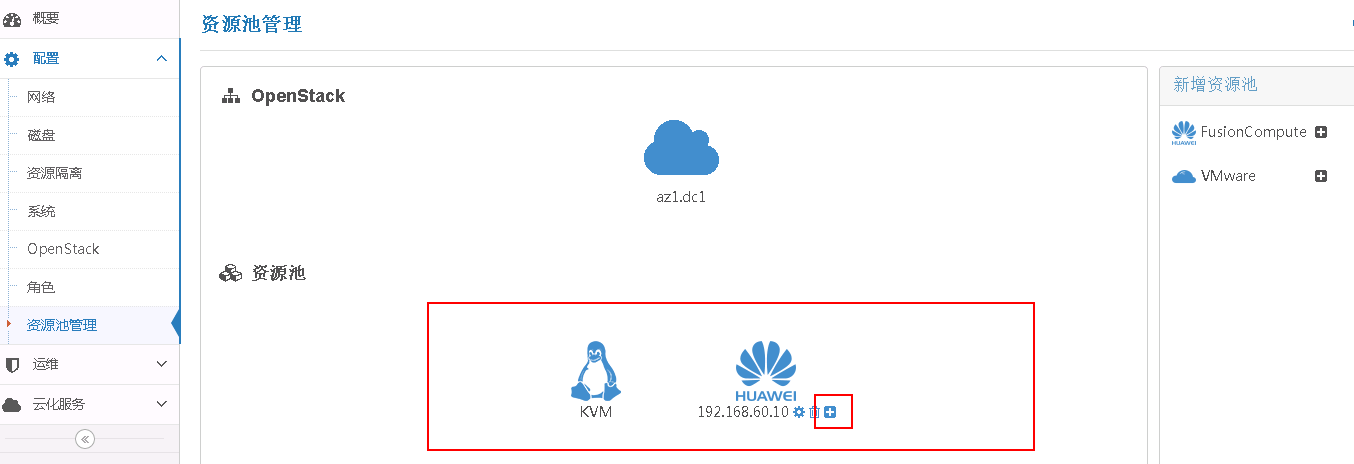 概要
配置
网络
磁盘
资源隔离
系统
OpenStack
角色
资源池管理
运维
云化服务
资源池管理
OpenStack
az1.dc1
资源池
KVM
HUAWEI
192.168.60.10
新增资源池
HUAWEI FusionCompute
VMware